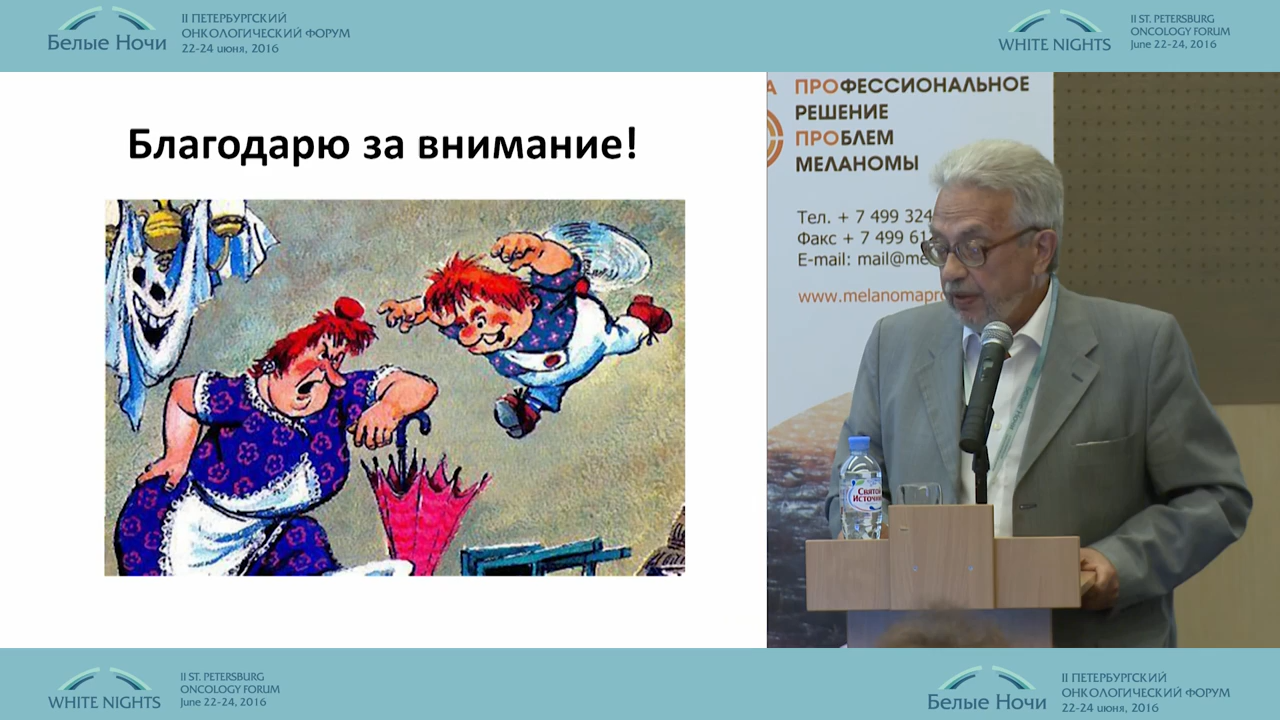 Белые Ночи
II ПЕТЕРБУРГСКИЙ
ОНКОЛОГИЧЕСКИЙ ФОРУМ
22-24 июня, 2016
WHITE NIGHTS
II ST. PETERSBURG
ONCOLOGY FORUM
June 22-24, 2016
Благодарю за внимание!
ПРОФЕССИОНАЛЬНОЕ
РЕШЕНИЕ
ПРОБЛЕМ
МЕЛАНОМЫ
Тел. + 7 499 324
Факс + 7 499 61
E-mail: mail@me
www.melanomapro
Святой
Источник
WHITE NIGHTS
II ST. PETERSBURG
ONCOLOGY FORUM
June 22-24, 2016
Белые Ночи
II ПЕТЕРБУРГСКИЙ
ОНКОЛОГИЧЕСКИЙ ФОРУМ
22-24 июня, 2016